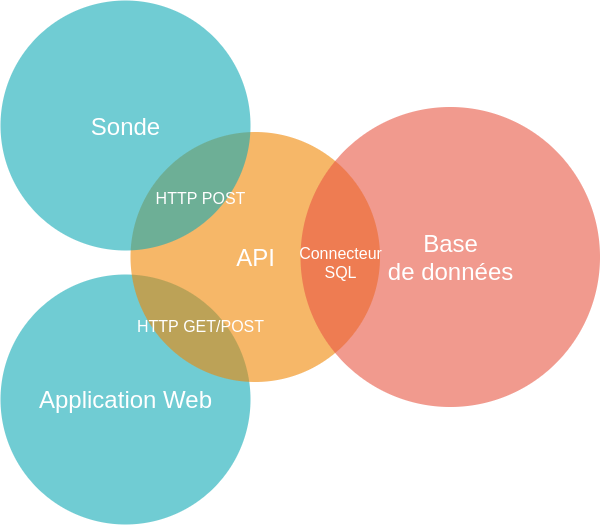 Sonde
HTTP POST
API
Connecteur
SQL
Base
de données
HTTP GET/POST
Application Web